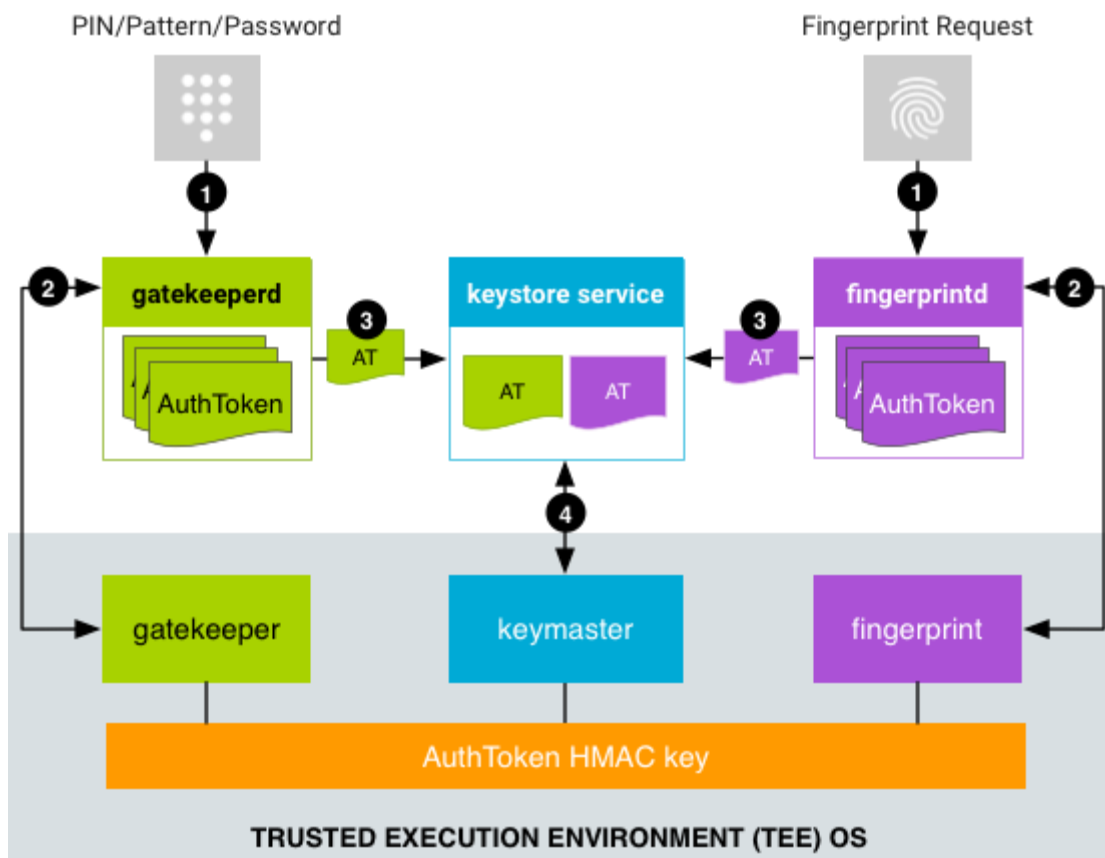 PIN/Pattern/Password
Fingerprint Request
1
1
2
gatekeeperd
3
AT
keystore service
3
AT
fingerprintd
2
A
A
AuthToken
AT
AT
A
A
AuthToken
4
gatekeeper
keymaster
fingerprint
AuthToken HMAC key
TRUSTED EXECUTION ENVIRONMENT (TEE) OS